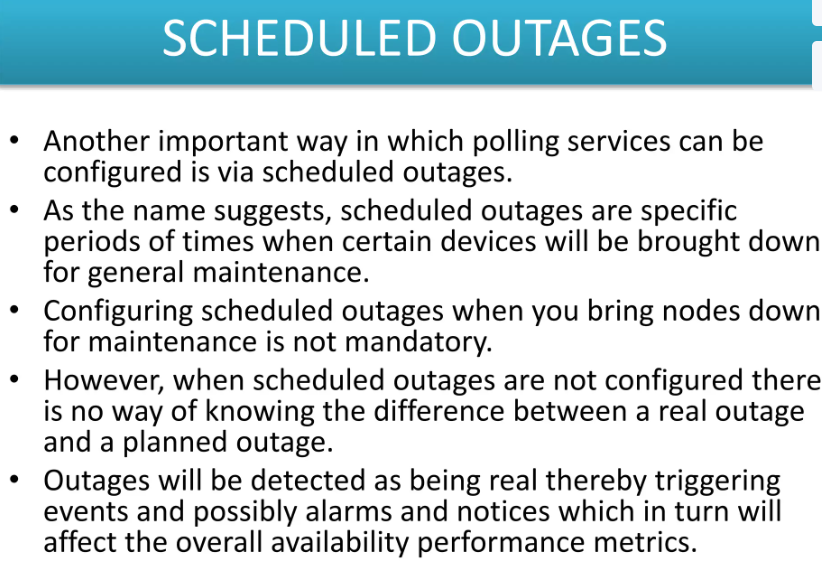 SCHEDULED OUTAGES
• Another important way in which polling services can be
configured is via scheduled outages.
• As the name suggests, scheduled outages are specific
periods of times when certain devices will be brought down
for general maintenance.
• Configuring scheduled outages when you bring nodes down
for maintenance is not mandatory.
• However, when scheduled outages are not configured there
is no way of knowing the difference between a real outage
and a planned outage.
• Outages will be detected as being real thereby triggering
events and possibly alarms and notices which in turn will
affect the overall availability performance metrics.